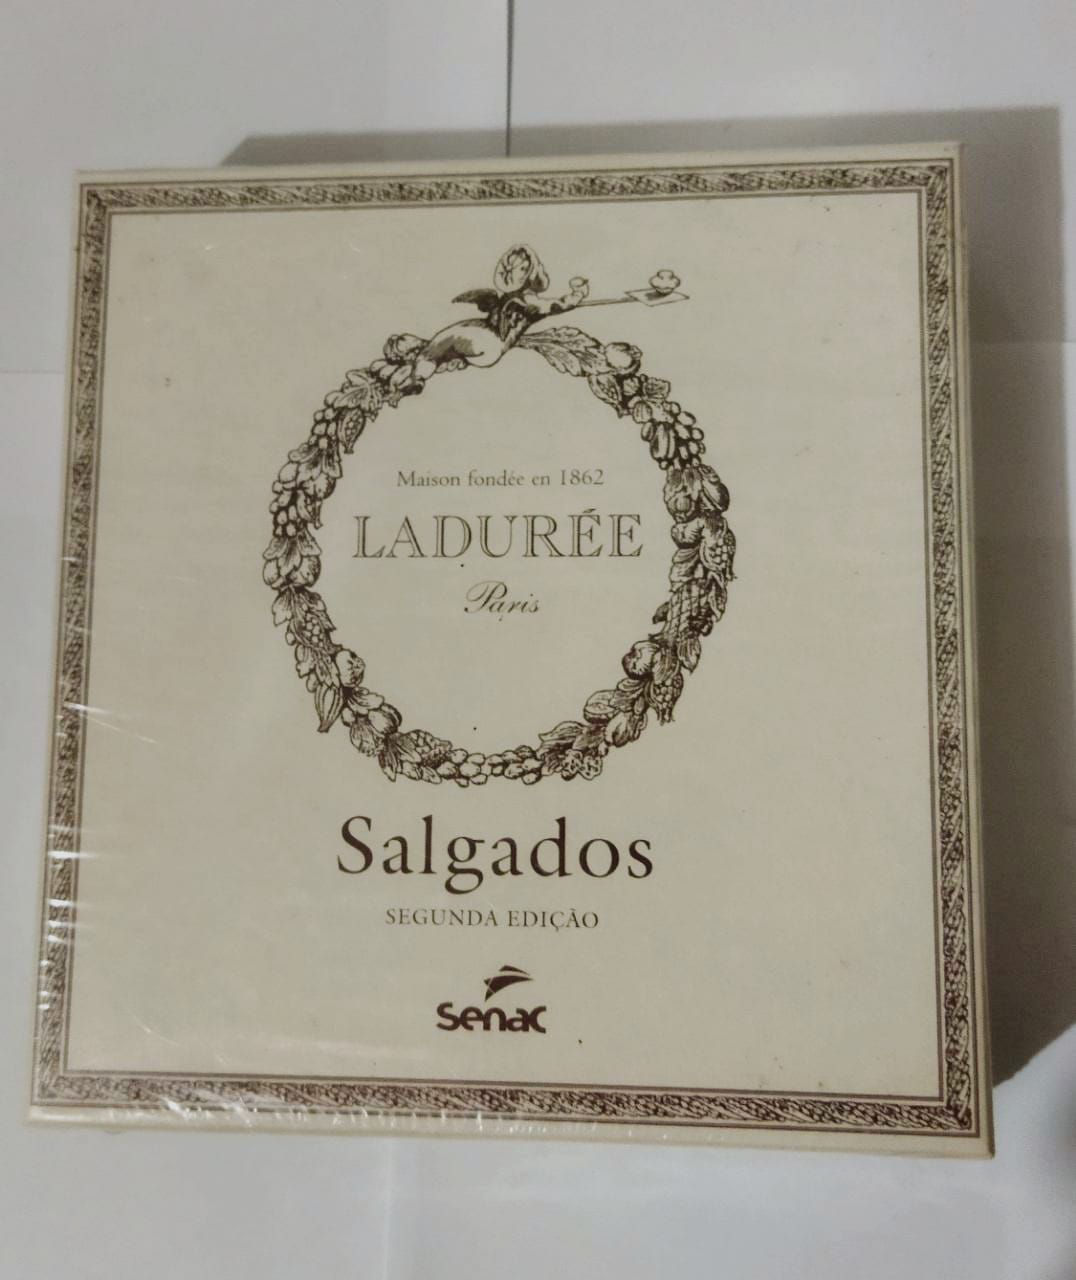 Maison fondée en 1862
LADURÉE
Paris
Salgados
SEGUNDA EDIÇÃO
senac